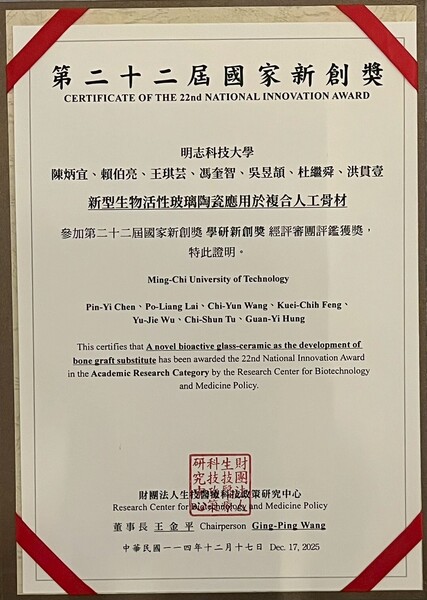 第二十二屆國家新創獎
CERTIFICATE OF THE 22nd NATIONAL INNOVATION AWARD
明志科技大學
陳炳宜、賴伯亮、王琪芸、馮奎智、吳昱頡、杜繼舜、洪貫壹
新型生物活性玻璃陶瓷應用於複合人工骨材
參加第二十二屆國家新創獎 學研新創獎 經評審團評鑑獲獎，
特此證明。
Ming-Chi University of Technology
Pin-Yi Chen、Po-Liang Lai、Chi-Yun Wang、Kuei-Chih Feng、
Yu-Jie Wu、Chi-Shun Tu、Guan-Yi Hung
This certifies that A novel bioactive glass-ceramic as the development of
bone graft substitute has been awarded the 22nd National Innovation Award
in the Academic Research Category by the Research Center for Biotechnology
and Medicine Policy.
財團法人生技醫療科技政策研究中心
Research Center for Biotechnology and Medicine Policy
董事長 王金平 Chairperson Ging-Ping Wang
中華民國一一四年十二月十七日 Dec. 17, 2025